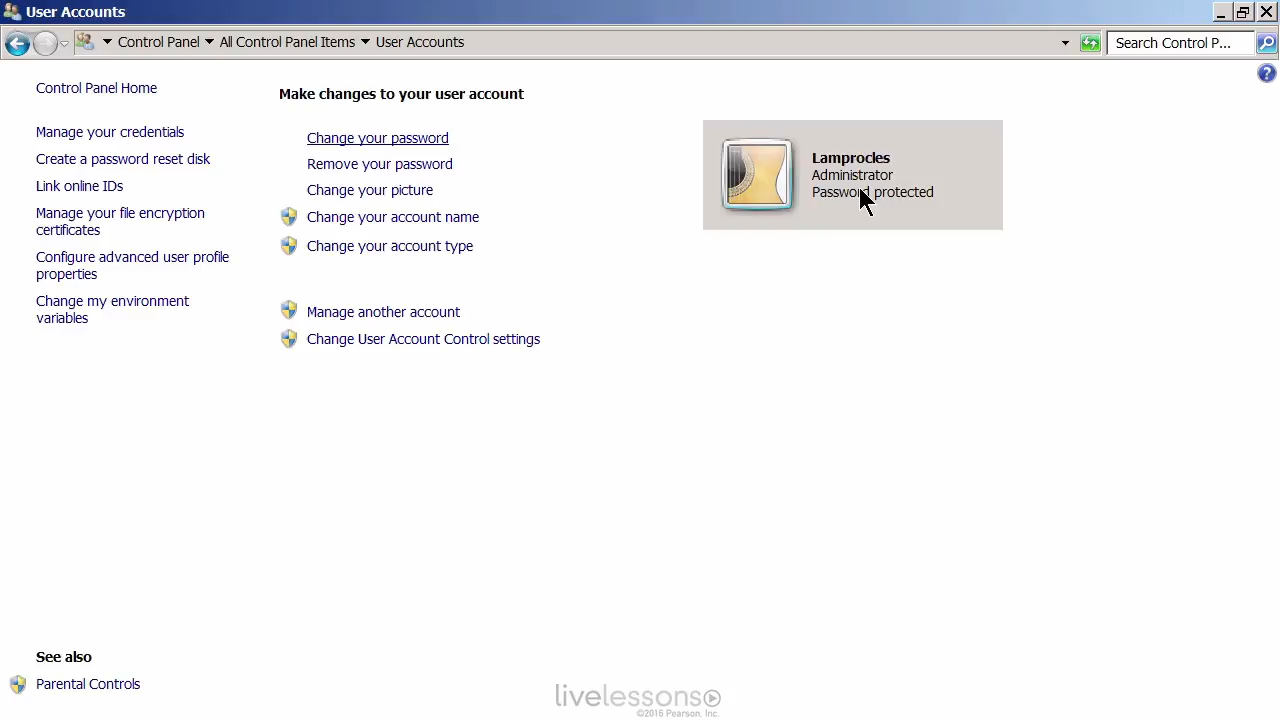 User Accounts
Control Panel All Control Panel Items User Accounts Search Control P...
Control Panel Home
Manage your credentials
Create a password reset disk
Link online IDs
Manage your file encryption
certificates
Configure advanced user profile
properties
Change my environment
variables
Make changes to your user account
Change your password
Remove your password
Change your picture
Change your account name
Change your account type
Manage another account
Change User Account Control settings
Lamprocles
Administrator
Password protected
See also
Parental Controls
livelessons
©2016 Pearson, Inc.